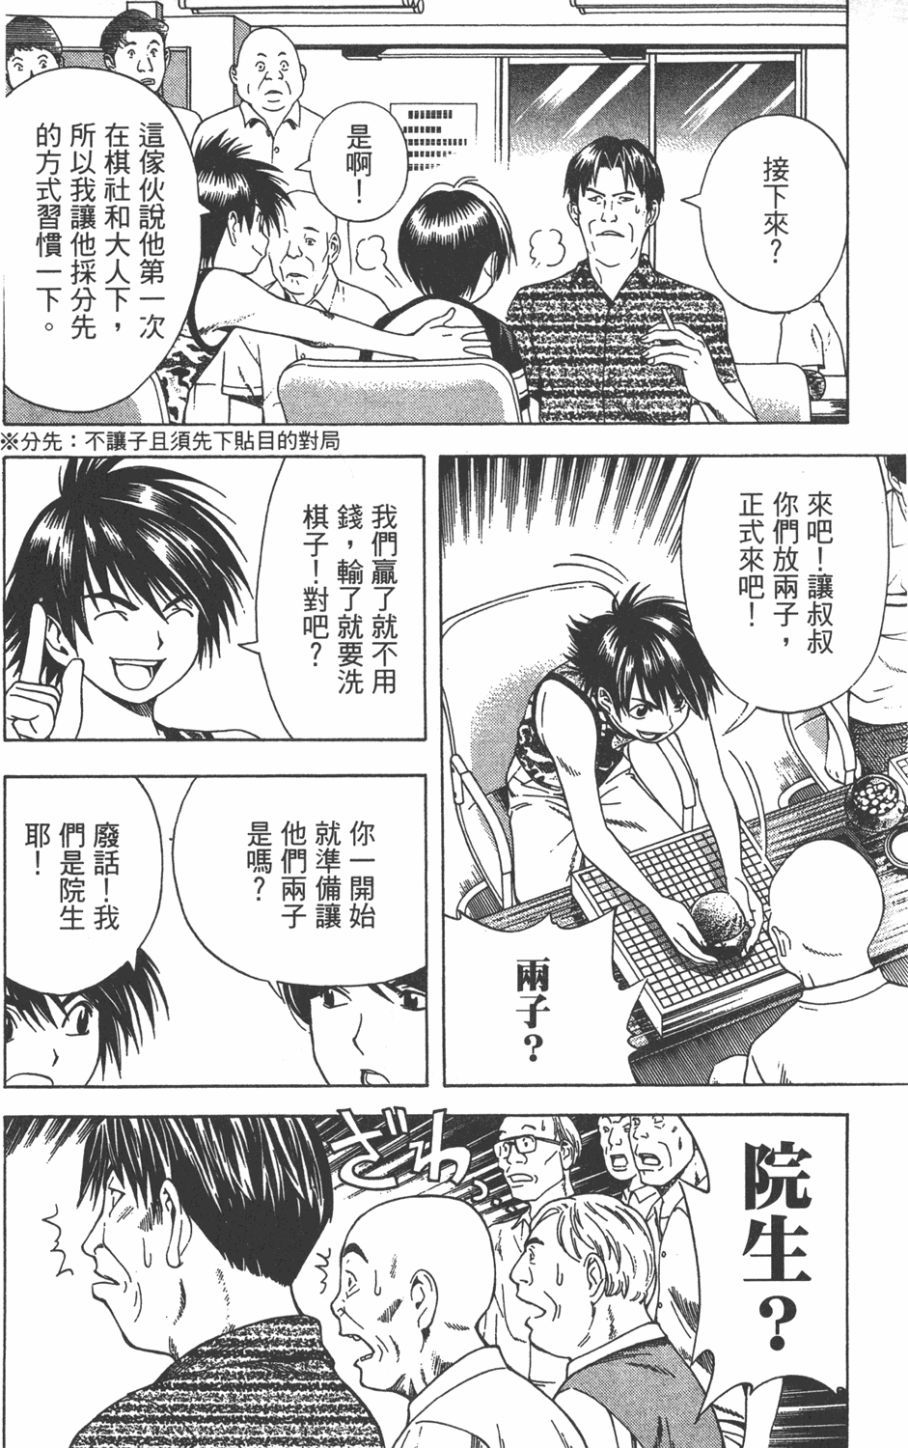 接下來?
是啊!
這傢伙說他第一次
在棋社和大人下,
所以我讓他採分先
的方式習慣一下。
※分先:不讓子且須先下貼目的對局
來吧!讓叔叔
你們放兩子,
正式來吧!
兩子?
我們贏了就不用
錢,輸了就要洗
棋子!對吧?
你一開始
就準備讓
他們兩子
是嗎?
廢話!我
們是院生
耶!
院生?
ざわっ